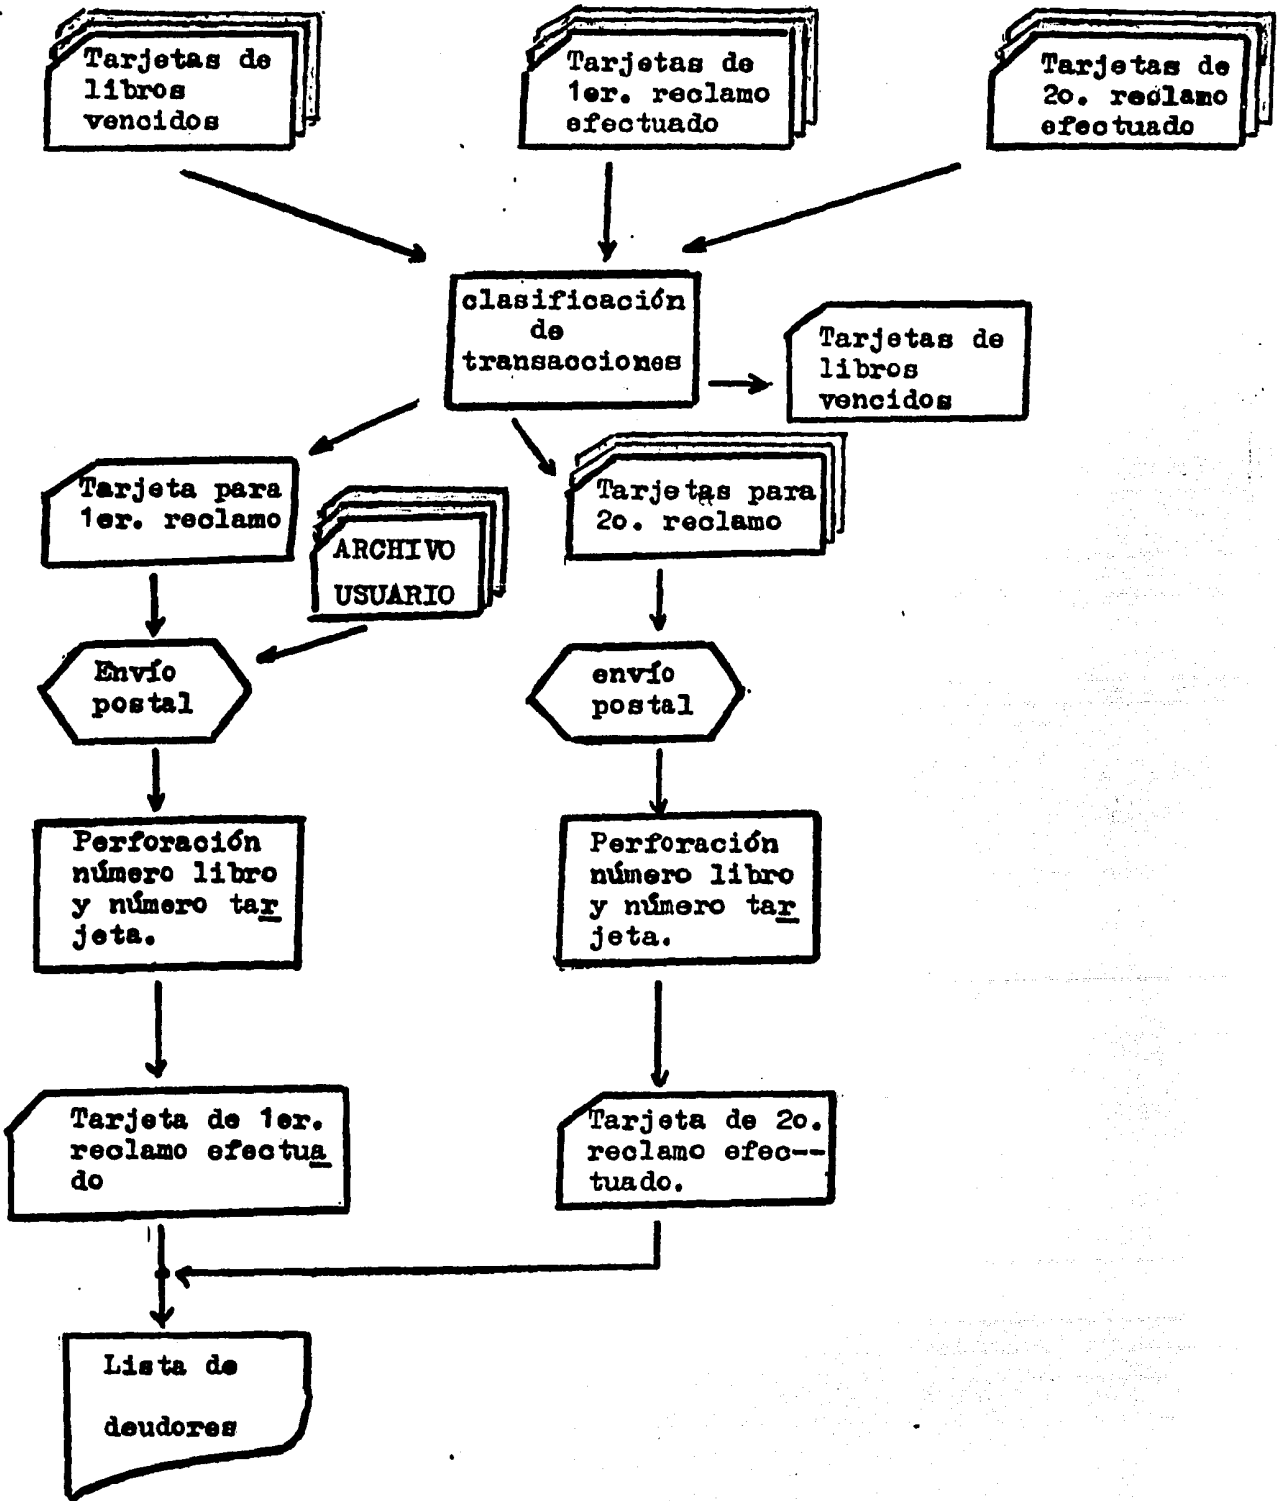 Tarjetas de
libros
vencidos
Tarjetas de
1er. reclamo
efectuado
Tarjetas de
2o. reclamo
efectuado
clasificación
de
transacciones
Tarjetas de
libros
vencidos
Tarjeta para
1er. reclamo
ARCHIVO
USUARIO
Tarjetas para
2o. reclamo
Envío
postal
envío
postal
Perforación
número libro
y número tar
jeta.
Perforación
número libro
y número tar
jeta.
Tarjeta de 1er.
reclamo efectua
do
Tarjeta de 2o.
reclamo efec--
tuado.
Lista de
deudores